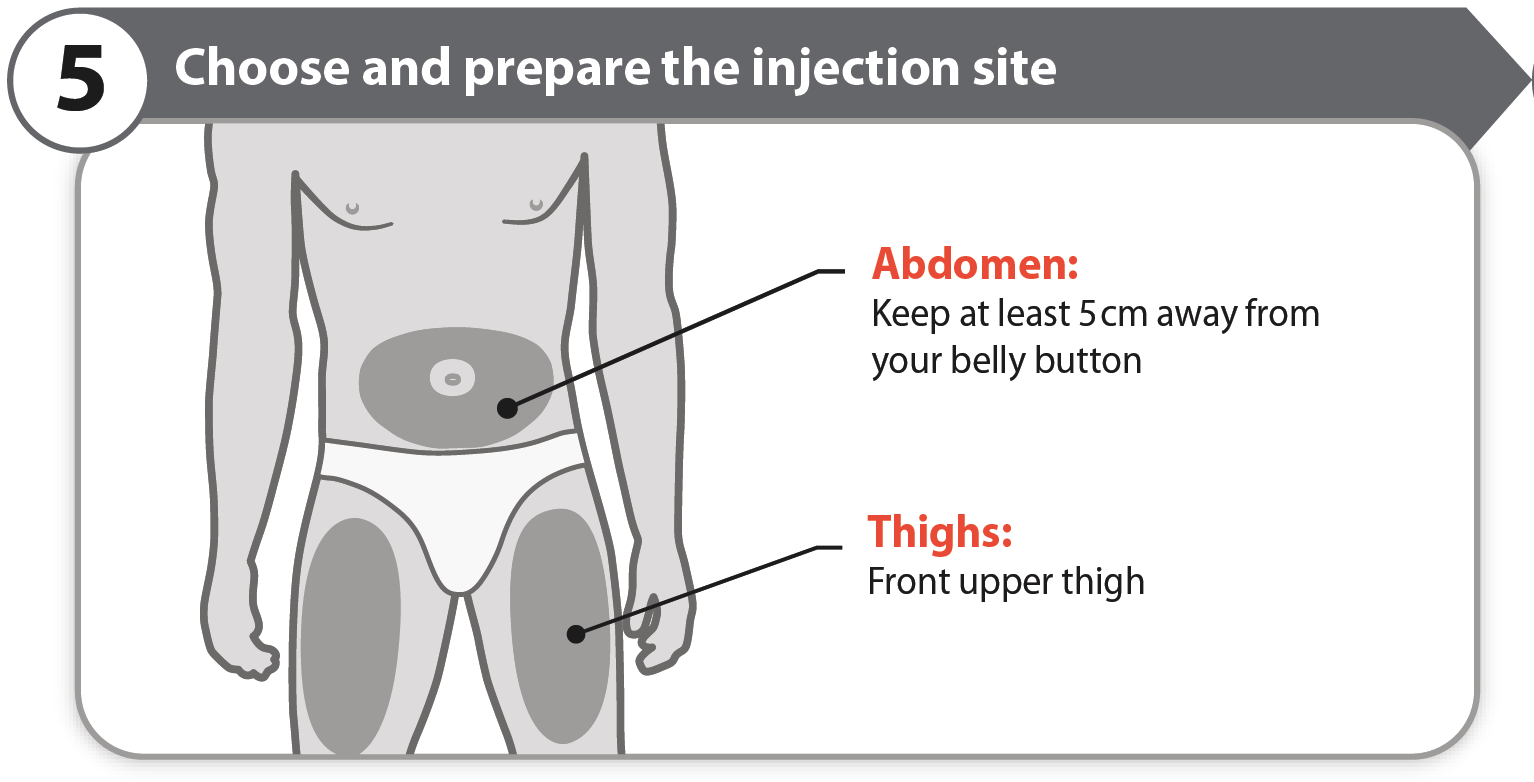 5
Choose and prepare the injection site
Abdomen:
Keep at least 5 cm away from
your belly button
Thighs:
Front upper thigh